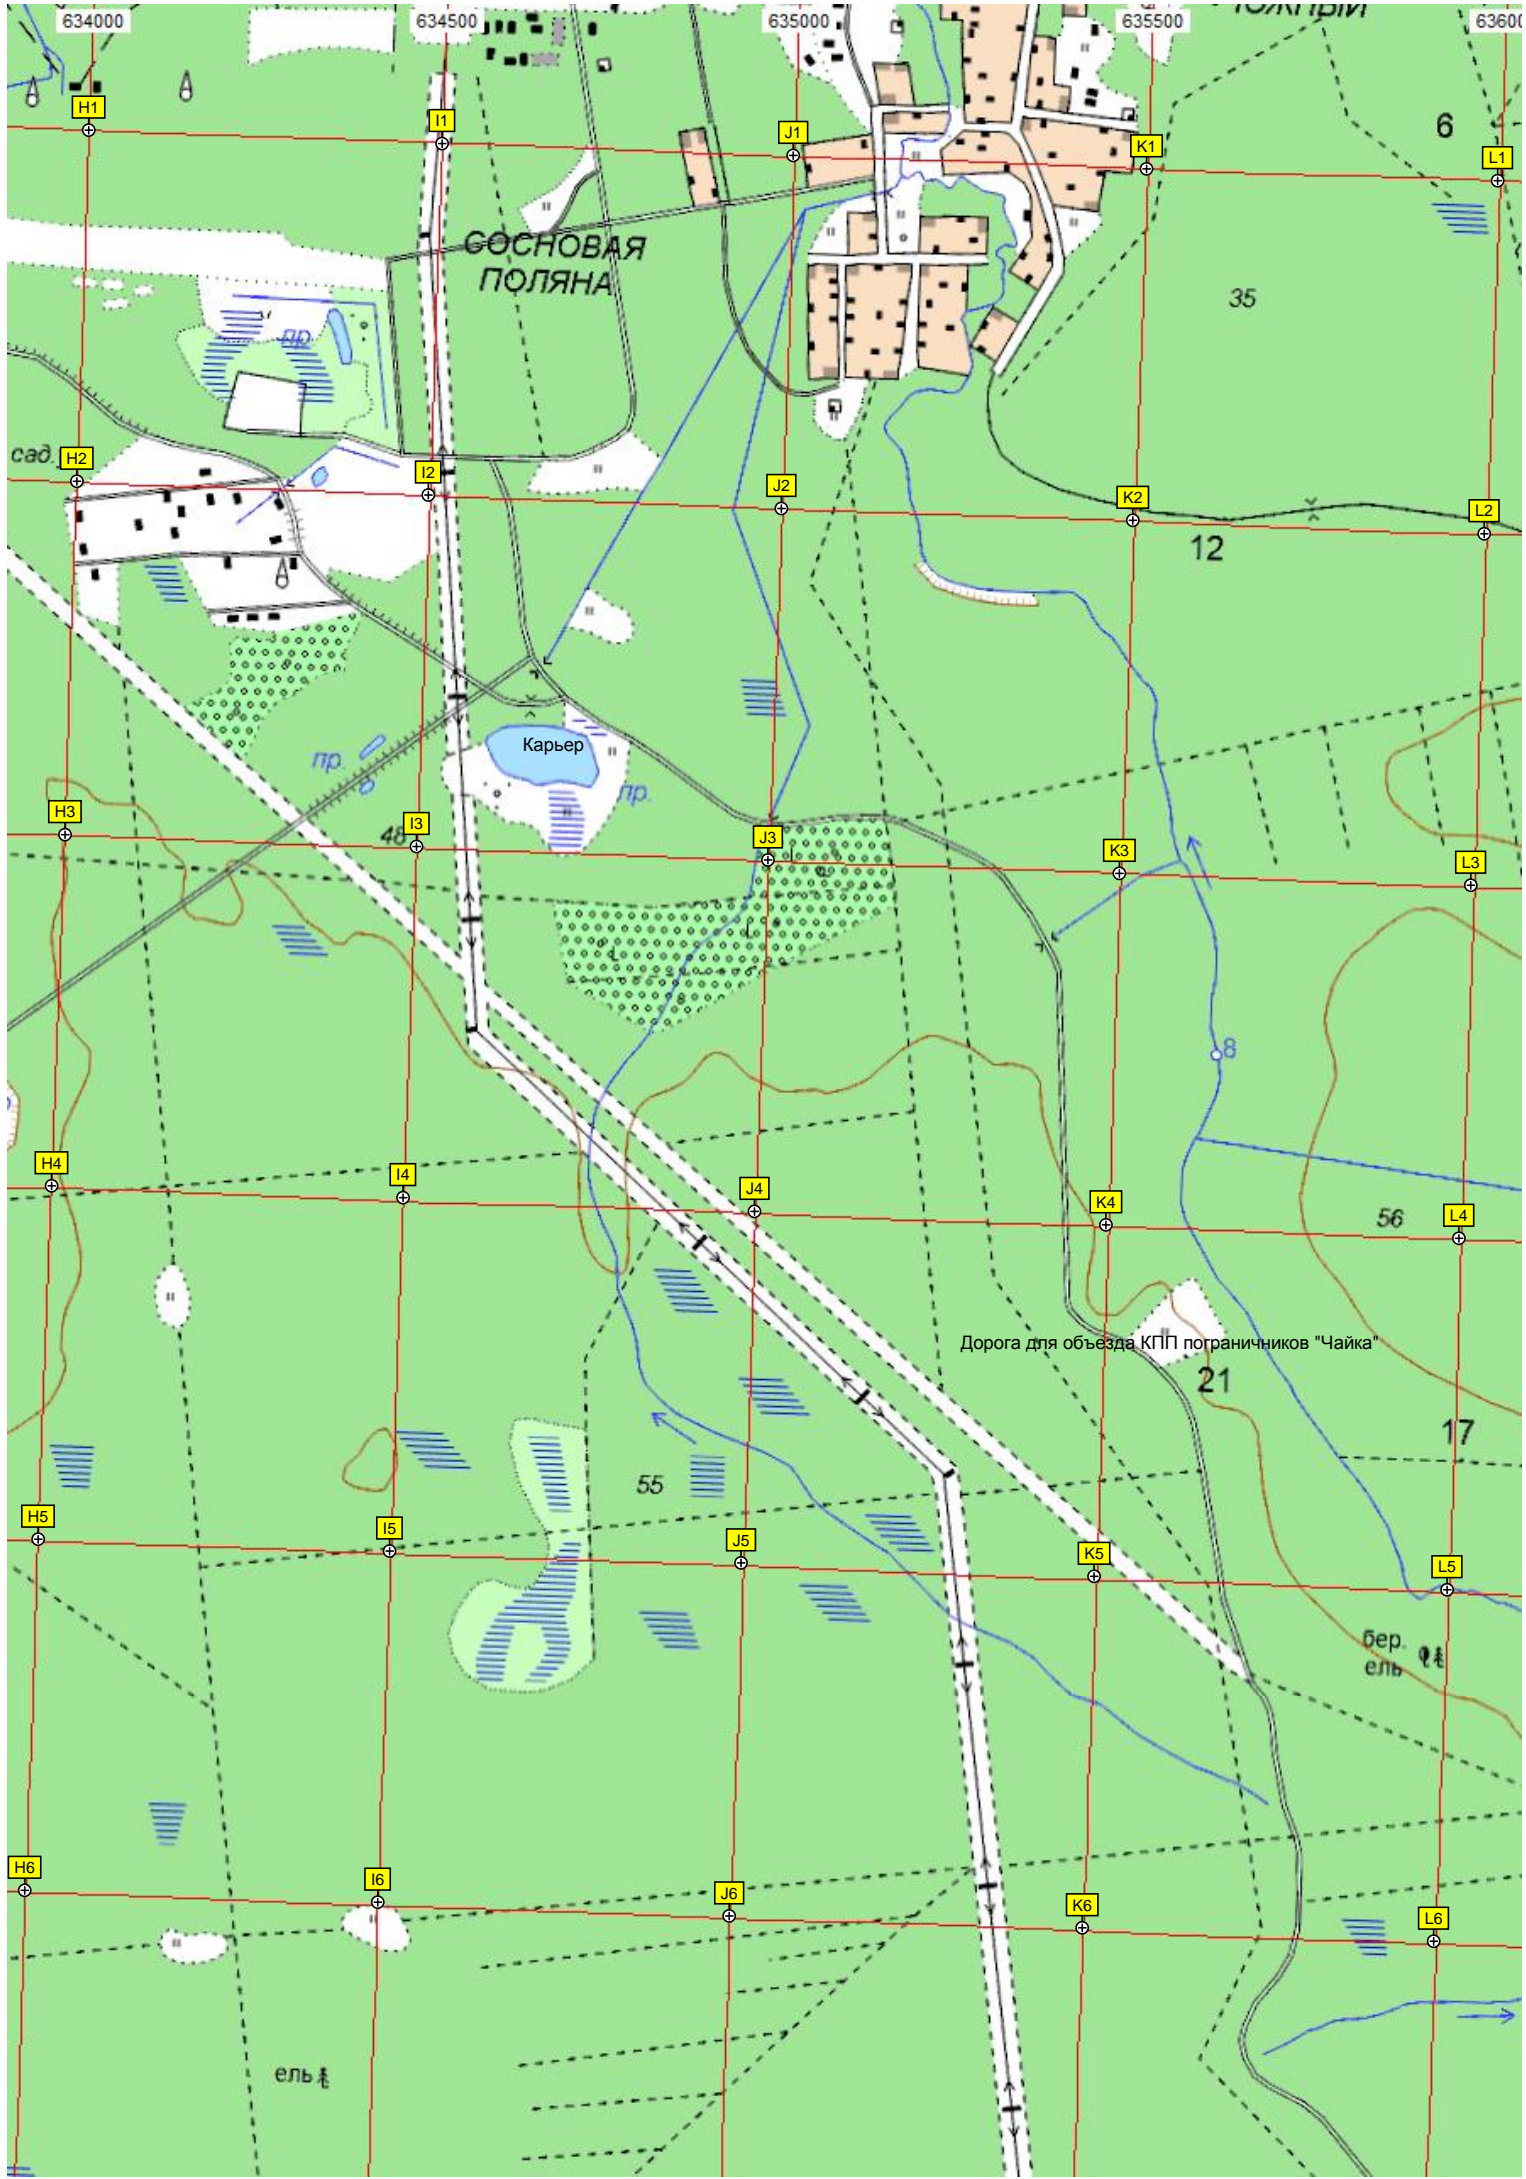 634000 634500 635000 635500
H1 I1 J1 K1 L1
6
СОСНОВАЯ
ПОЛЯНА
35
пр.
сад.
H2 I2 J2 K2 L2
12
Карьер
пр.
пр.
H3 I3 J3 K3 L3
48
8
H4 I4 J4 K4 L4
56
Дорога для объезда КПП пограничников "Чайка"
21
17
55
H5 I5 J5 K5 L5
бер.
ель
H6 I6 J6 K6 L6
ель